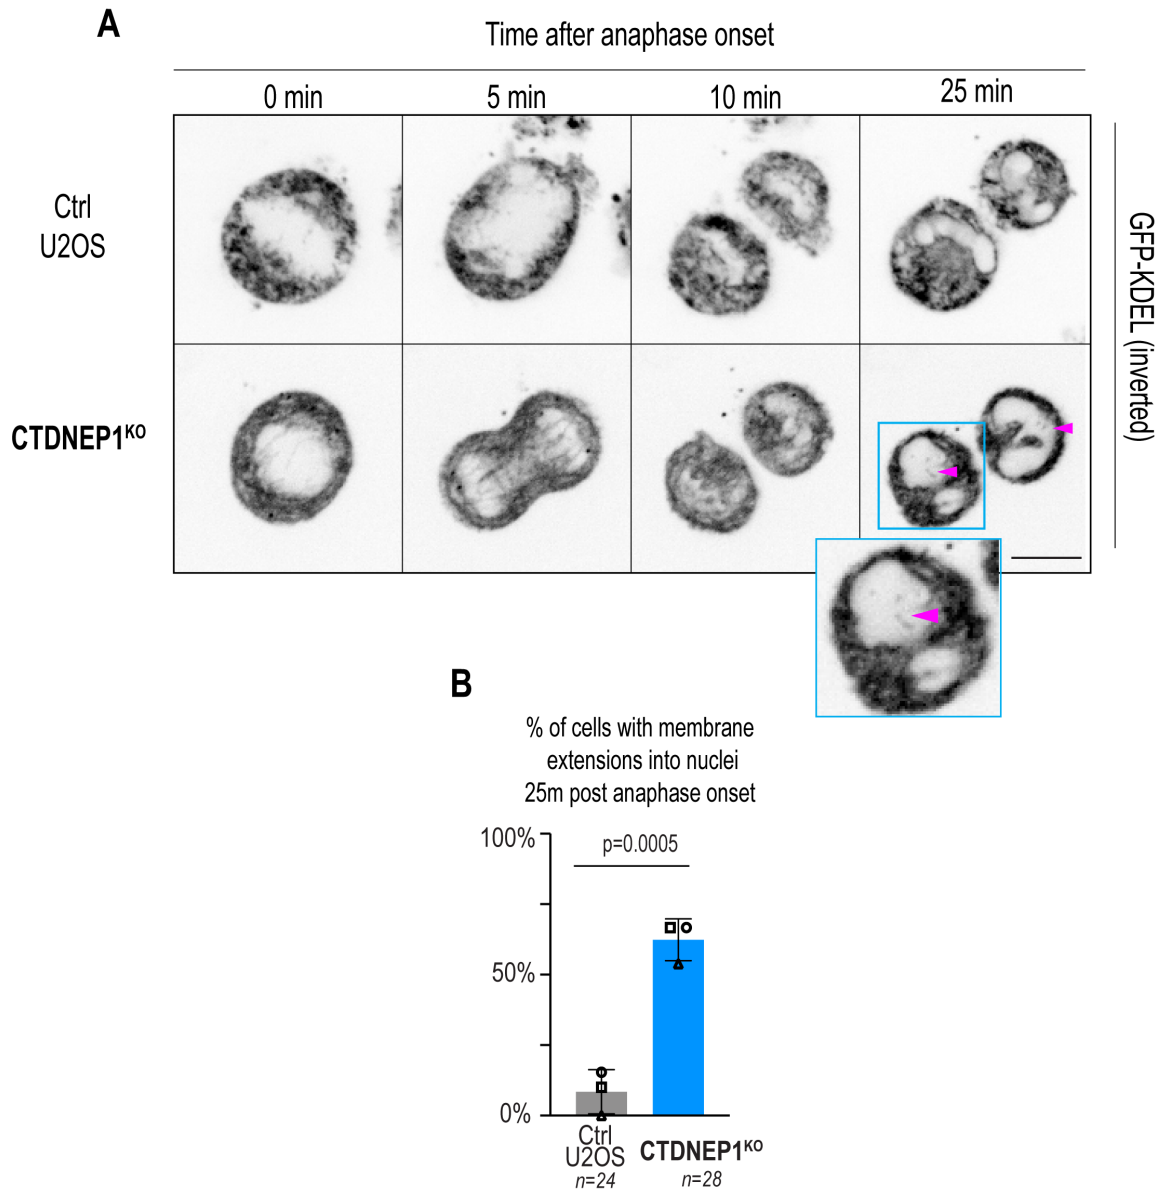 A
Time after anaphase onset
0 min 5 min 10 min 25 min
Ctrl
U2OS
CTDNEP1ᴷᴼ
GFP-KDEL (inverted)
B
% of cells with membrane
extensions into nuclei
25m post anaphase onset
100%
p=0.0005
50%
0%
Ctrl
U2OS
n=24
CTDNEP1ᴷᴼ
n=28